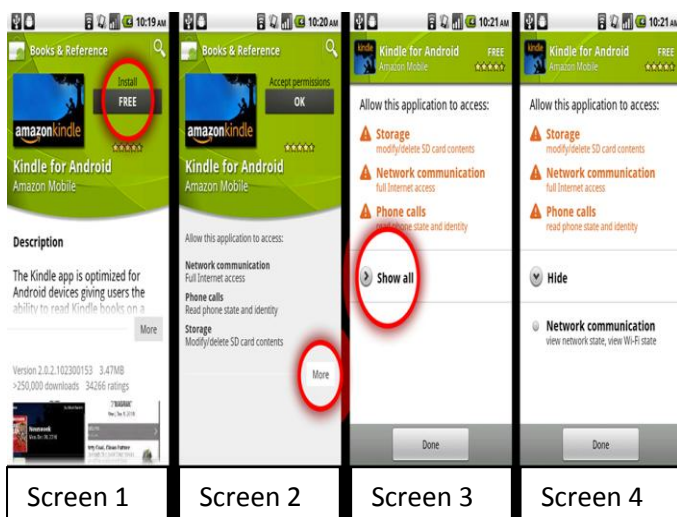 10:19 AM
Books & Reference
Install
FREE
amazonkindle
Kindle for Android
Amazon Mobile
Description
The Kindle app is optimized for
Android devices giving users the
ability to read Kindle books on a
More
Version 2.0.2.102300153 3.47MB
>250,000 downloads 34266 ratings
Screen 1
10:20 AM
Books & Reference
Accept permissions
OK
amazonkindle
Kindle for Android
Amazon Mobile
Allow this application to access:
Network communication
Full Internet access
Phone calls
Read phone state and identity
Storage
Modify/delete SD card contents
More
Screen 2
10:21 AM
kindle
Kindle for Android FREE
Amazon Mobile
Allow this application to access:
Storage
modify/delete SD card contents
Network communication
full Internet access
Phone calls
read phone state and identity
Show all
Done
Screen 3
10:21 AM
kindle
Kindle for Android FREE
Amazon Mobile
Allow this application to access:
Storage
modify/delete SD card contents
Network communication
full Internet access
Phone calls
read phone state and identity
Hide
Network communication
view network state, view Wi-Fi state
Done
Screen 4